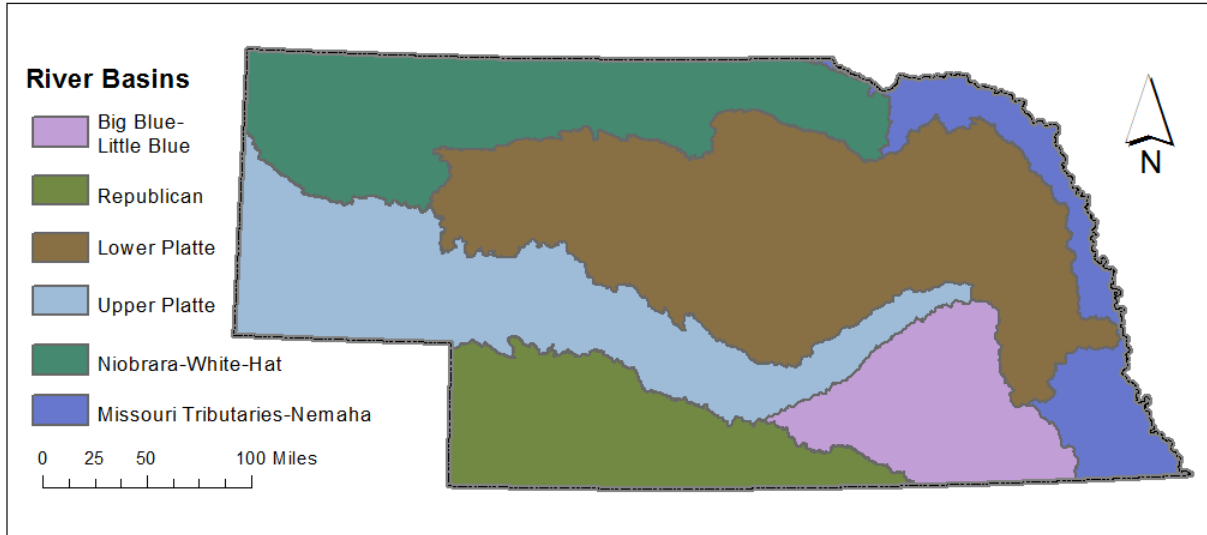 River Basins
Big Blue-
Little Blue
Republican
Lower Platte
Upper Platte
Niobrara-White-Hat
Missouri Tributaries-Nemaha
0 25 50 100 Miles
N